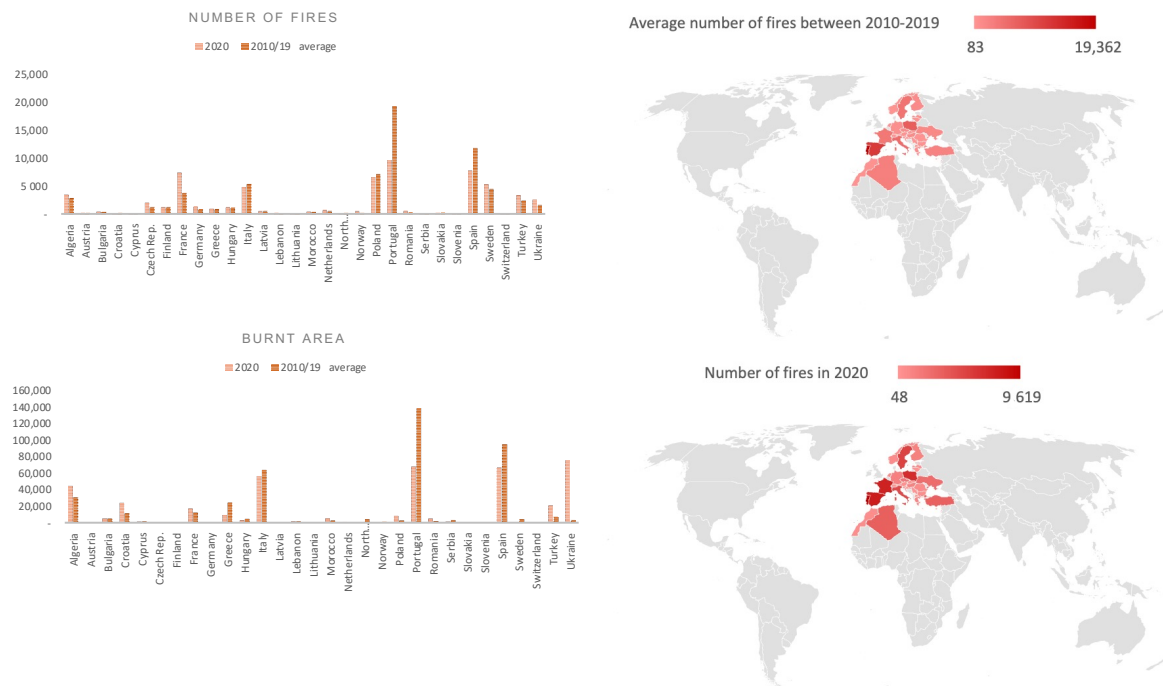 NUMBER OF FIRES
2020 2010/19 average
25,000
20,000
15,000
10,000
5 000
-
Algeria
Austria
Bulgaria
Croatia
Cyprus
Czech Rep.
Finland
France
Germany
Greece
Hungary
Italy
Latvia
Lebanon
Lithuania
Morocco
Netherlands
North...
Norway
Poland
Portugal
Romania
Serbia
Slovakia
Slovenia
Spain
Sweden
Switzerland
Turkey
Ukraine
BURNT AREA
2020 2010/19 average
160,000
140,000
120,000
100,000
80,000
60,000
40,000
20,000
-
Algeria
Austria
Bulgaria
Croatia
Cyprus
Czech Rep.
Finland
France
Germany
Greece
Hungary
Italy
Latvia
Lebanon
Lithuania
Morocco
Netherlands
North...
Norway
Poland
Portugal
Romania
Serbia
Slovakia
Slovenia
Spain
Sweden
Switzerland
Turkey
Ukraine
Average number of fires between 2010-2019
83 19,362
Number of fires in 2020
48 9 619